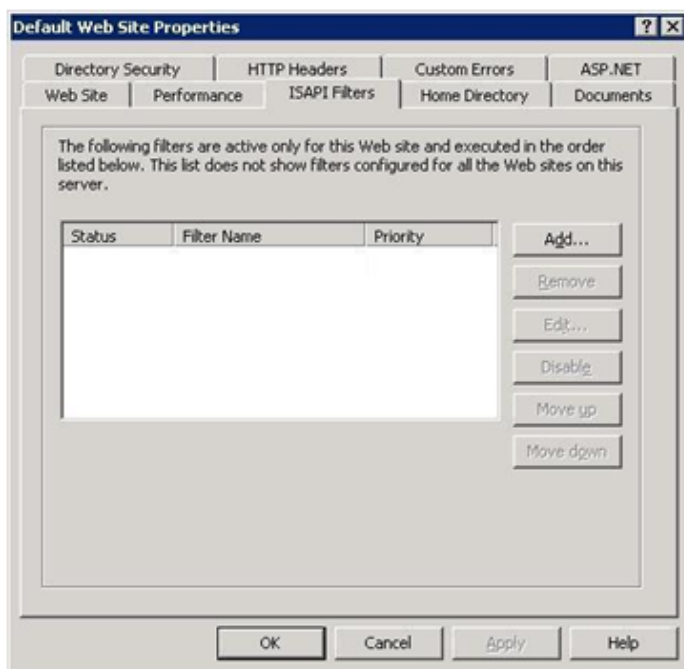 Default Web Site Properties
Directory Security HTTP Headers Custom Errors ASP.NET
Web Site Performance ISAPI Filters Home Directory Documents
The following filters are active only for this Web site and executed in the order
listed below. This list does not show filters configured for all the Web sites on this
server.
Status Filter Name Priority
Add...
Remove
Edit...
Disable
Move up
Move down
OK Cancel Apply Help